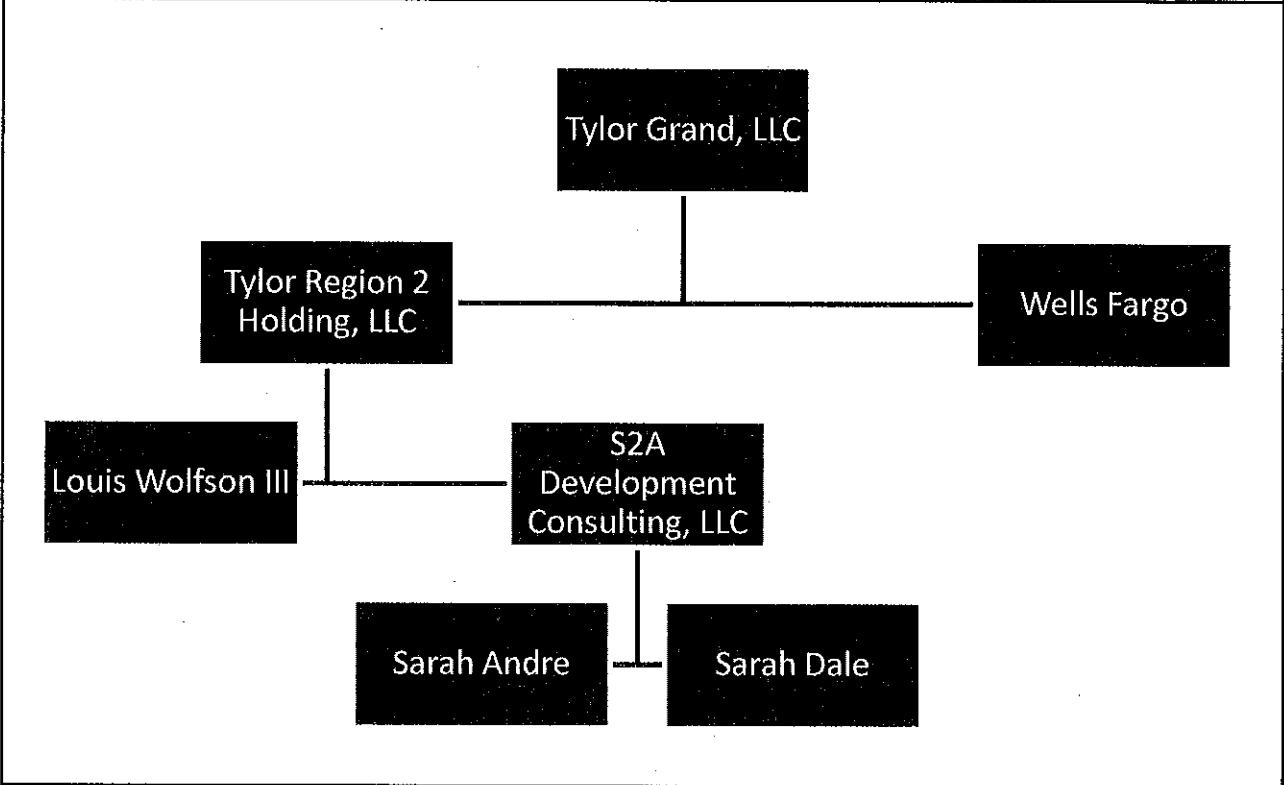 Tylor Grand, LLC
Tylor Region 2
Holding, LLC
Wells Fargo
Louis Wolfson III
S2A
Development
Consulting, LLC
Sarah Andre
Sarah Dale